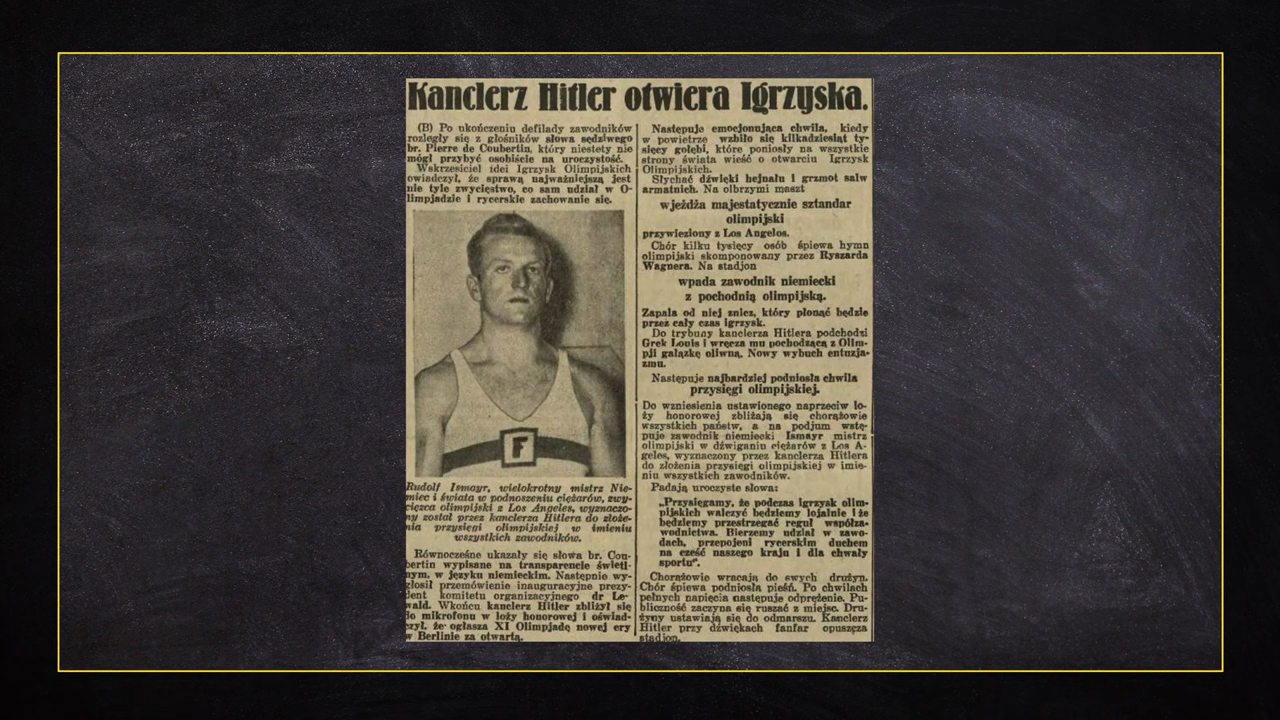 Kanclerz Hitler otwiera Igrzyska.
(B) Po ukończeniu defilady zawodników
rozległy się z głośników słowa sędziwego
br. Pierre de Coubertin, który niestety nie
mógł przybyć osobiście na uroczystość.
Wskrzesiciel idei Igrzysk Olimpijskich
oświadczył, że sprawą najważniejszą jest
nie tyle zwycięstwo, co sam udział w O-
limpjadzie i rycerskie zachowanie się.
F
Rudolf Ismayr, wielokrotny mistrz Nie-
miec i świata w podnoszeniu ciężarów, zwy-
cięzca olimpijski z Los Angeles, wyznaczo-
ny został przez kanclerza Hitlera do złoże-
nia przysięgi olimpijskiej w imieniu
wszystkich zawodników.
Równocześne ukazały się słowa br. Cou-
bertin wypisane na transparencie świetl-
nym, w języku niemieckim. Następnie wy-
głosił przemówienie inauguracyjne prezy-
dent komitetu organizacyjnego dr Le-
wald. Wkońcu kanclerz Hitler zbliżył się
do mikrofonu w loży honorowej i oświad-
czył, że ogłasza XI Olimpjadę nowej ery
w Berlinie za otwartą.
Następuje emocjonująca chwila, kiedy
w powietrze wzbiło się kilkadziesiąt ty-
sięcy gołębi, które poniosły na wszystkie
strony świata wieść o otwarciu Igrzysk
Olimpijskich.
Słychać dźwięki hejnału i grzmot salw
armatnich. Na olbrzymi maszt
wjeżdża majestatycznie sztandar
olimpijski
przywieziony z Los Angelos.
Chór kilku tysięcy osób śpiewa hymn
olimpijski skomponowany przez Ryszarda
Wagnera. Na stadjon
wpada zawodnik niemiecki
z pochodnią olimpijską.
Zapala od niej znicz, który płonąć będzie
przez cały czas igrzysk.
Do trybuny kanclerza Hitlera podchodzi
Grek Louis i wręcza mu pochodzącą z Olim-
pji gałązkę oliwną. Nowy wybuch entuzja-
zmu.
Następuje najbardziej podniosła chwila
przysięgi olimpijskiej.
Do wzniesienia ustawionego naprzeciw lo-
ży honorowej zbliżają się chorążowie
wszystkich państw, a na podjum wstę-
puje zawodnik niemiecki Ismayr mistrz
olimpijski w dźwiganiu ciężarów z Los A-
geles, wyznaczony przez kanclerza Hitlera
do złożenia przysięgi olimpijskiej w imie-
niu wszystkich zawodników.
Padają uroczyste słowa:
„Przysięgamy, że podczas igrzysk olim-
pijskich walczyć będziemy lojalnie i że
będziemy przestrzegać reguł współza-
wodnictwa. Bierzemy udział w zawo-
dach, przepojeni rycerskim duchem
na cześć naszego kraju i dla chwały
sportu".
Chorążowie wracają do swych drużyn.
Chór śpiewa podniosłą pieśń. Po chwilach
pełnych napięcia następuje odprężenie. Pu-
bliczność zaczyna się ruszać z miejsc. Dru-
żyny ustawiają się do odmarszu. Kanclerz
Hitler przy dźwiękach fanfar opuszcza
stadjon.